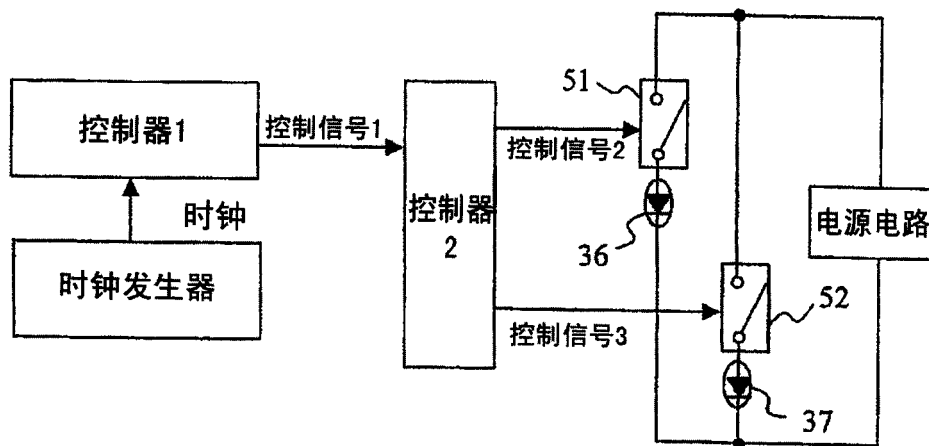 控制器1
控制信号1
时钟
时钟发生器
控制器
2
控制信号2
控制信号3
51
36
52
37
电源电路